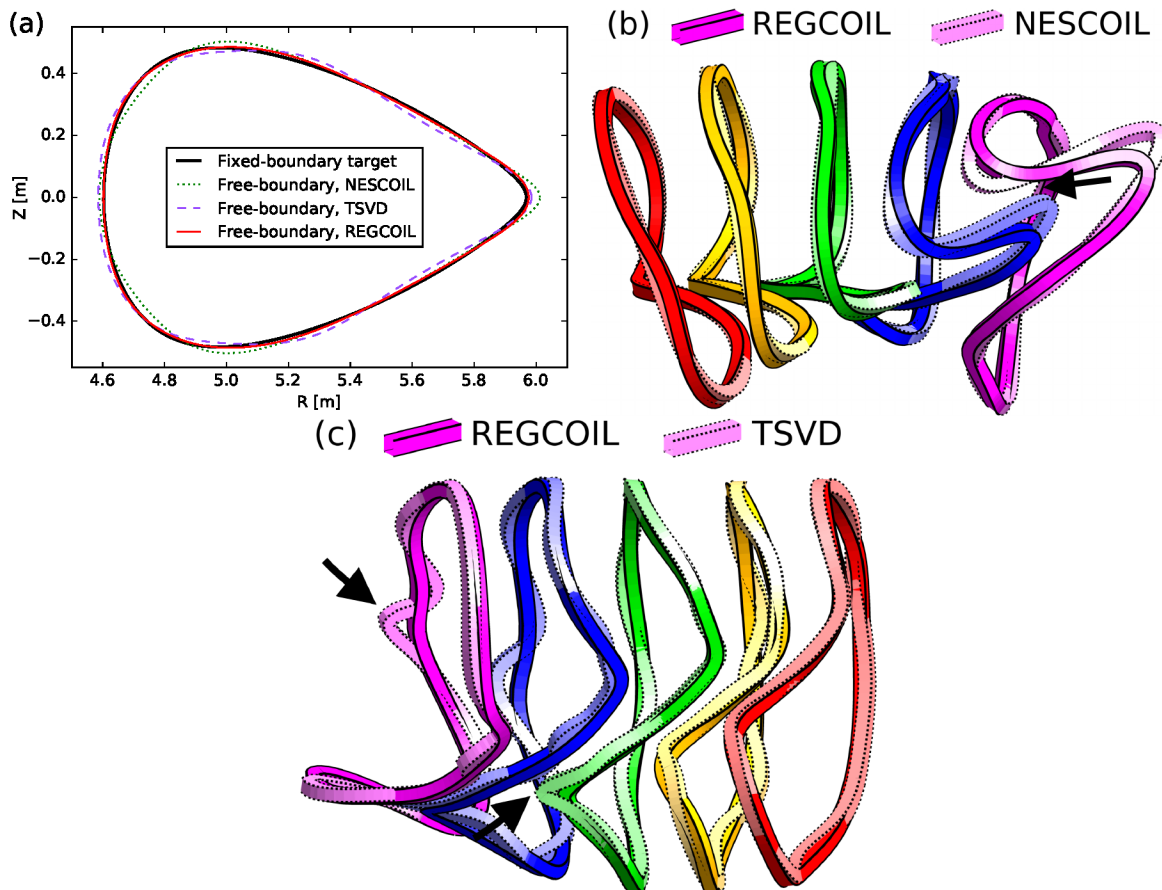 (a)
0.4
0.2
0.0
−0.2
−0.4
Z [m]
Fixed-boundary target
Free-boundary, NESCOIL
Free-boundary, TSVD
Free-boundary, REGCOIL
4.6 4.8 5.0 5.2 5.4 5.6 5.8 6.0
R [m]
(b) REGCOIL NESCOIL
(c) REGCOIL TSVD